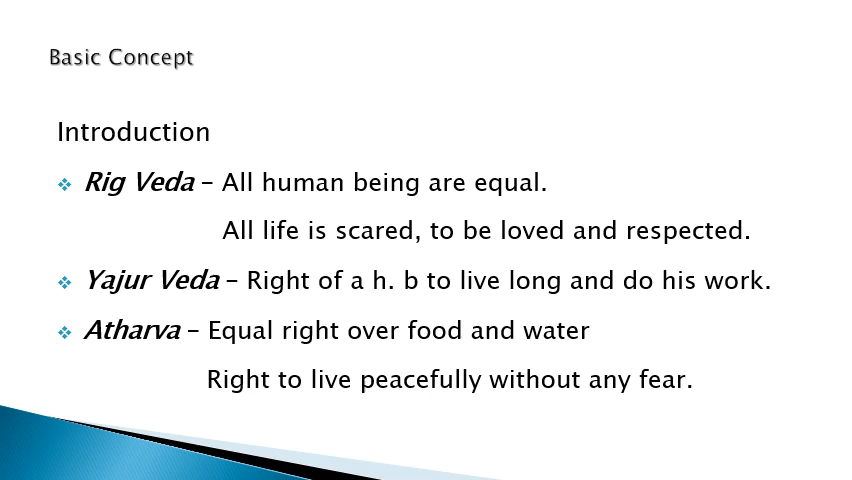 Basic Concept
Introduction
❖ Rig Veda – All human being are equal.
All life is scared, to be loved and respected.
❖ Yajur Veda – Right of a h. b to live long and do his work.
❖ Atharva – Equal right over food and water
Right to live peacefully without any fear.